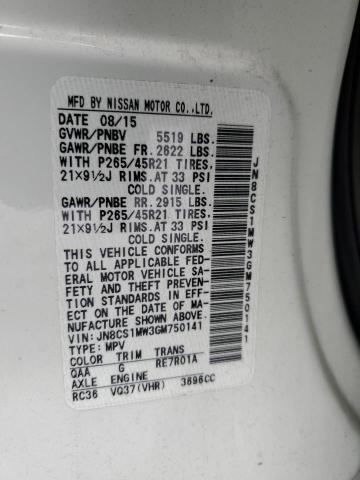 MFD BY NISSAN MOTOR CO.,LTD.
DATE 08/15
GVWR/PNBV 5519 LBS.
GAWR/PNBE FR. 2622 LBS.
WITH P265/45R21 TIRES,
21×9½J RIMS.AT 33 PSI
COLD SINGLE.
GAWR/PNBE RR. 2915 LBS.
WITH P265/45R21 TIRES,
21×9½J RIMS.AT 33 PSI
COLD SINGLE.
THIS VEHICLE CONFORMS
TO ALL APPLICABLE FED-
ERAL MOTOR VEHICLE SA-
FETY AND THEFT PREVEN-
TION STANDARDS IN EFF-
ECT ON THE DATE OF MA-
NUFACTURE SHOWN ABOVE.
VIN: JN8CS1MW3GM750141
TYPE: MPV
COLOR TRIM TRANS
QAA G RE7R01A
AXLE ENGINE
RC36 VQ37(VHR) 3696CC
JN8CS1MW3GM750141